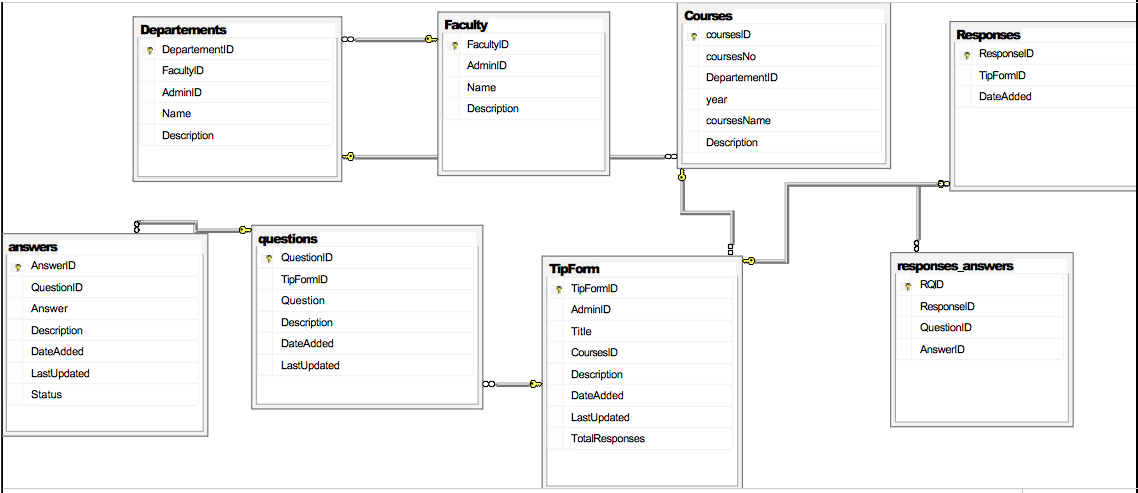 Departements
DepartementID
FacultyID
AdminID
Name
Description
Faculty
FacultyID
AdminID
Name
Description
Courses
coursesID
coursesNo
DepartementID
year
coursesName
Description
Responses
ResponseID
TipFormID
DateAdded
answers
AnswerID
QuestionID
Answer
Description
DateAdded
LastUpdated
Status
questions
QuestionID
TipFormID
Question
Description
DateAdded
LastUpdated
TipForm
TipFormID
AdminID
Title
CoursesID
Description
DateAdded
LastUpdated
TotalResponses
responses_answers
RQID
ResponseID
QuestionID
AnswerID